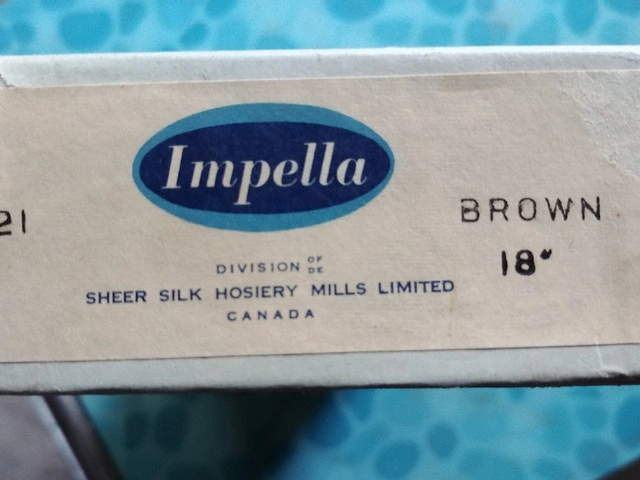 Impella
21
BROWN
18"
DIVISION OF
DE
SHEER SILK HOSIERY MILLS LIMITED
CANADA